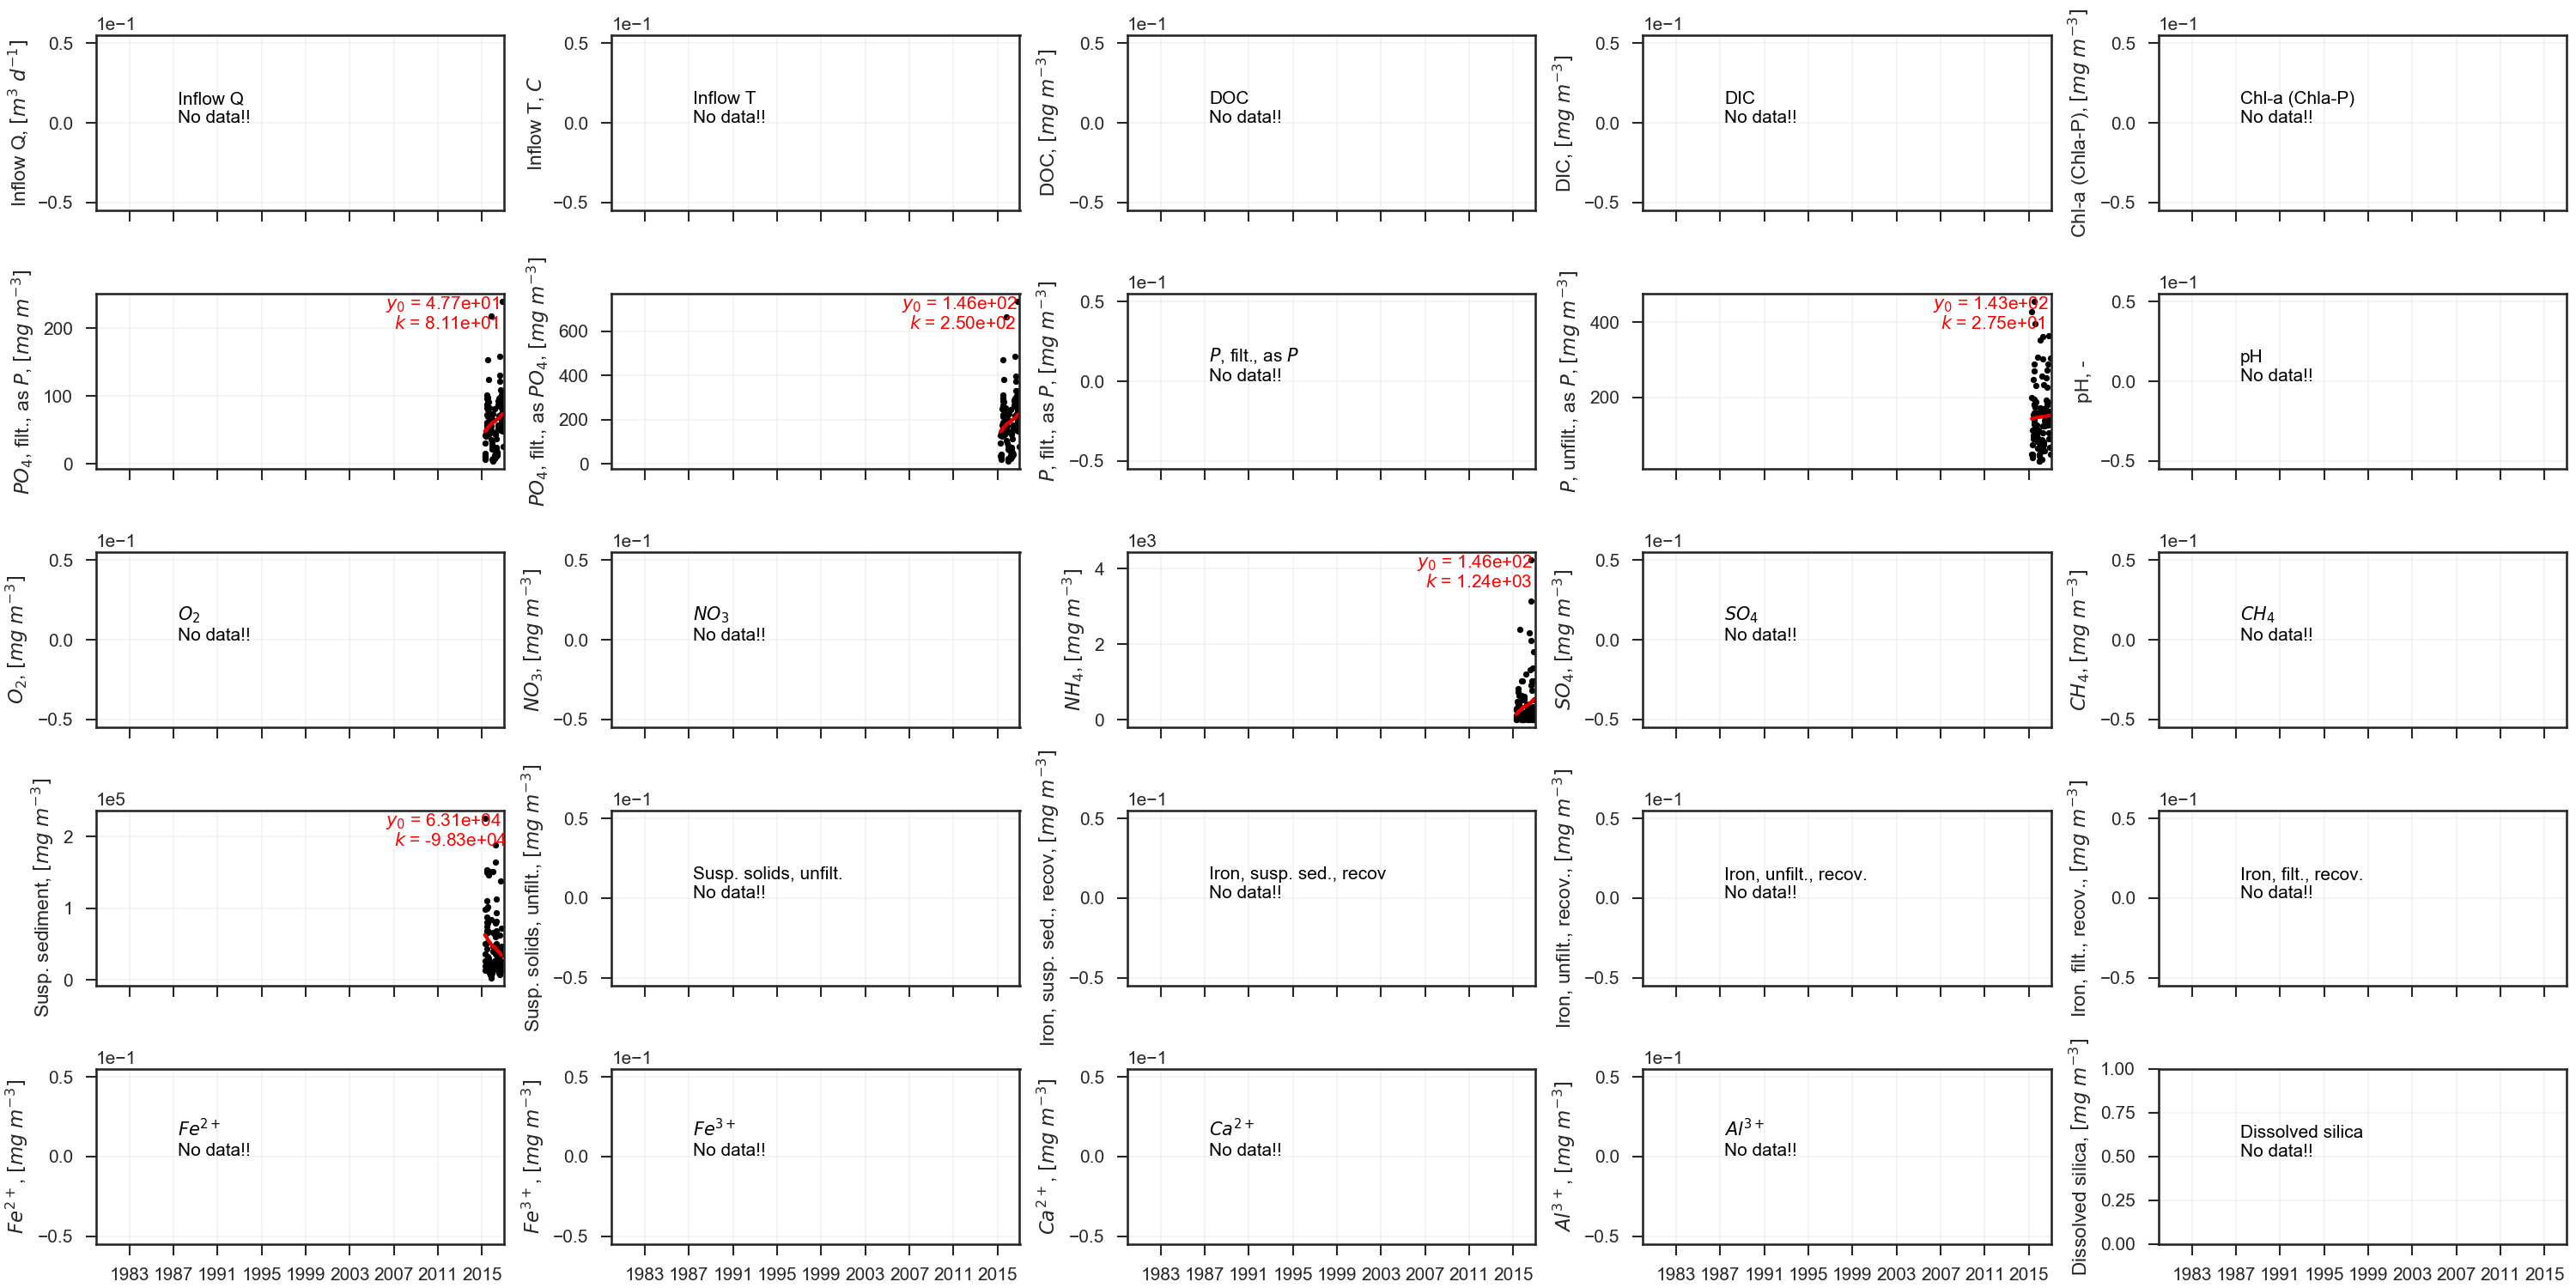 1e−1 1e−1 1e−1 1e−1 1e−1
Inflow Q, [m³ d⁻¹]
0.5
0.0
−0.5
Inflow Q
No data!!
Inflow T, C
0.5
0.0
−0.5
Inflow T
No data!!
DOC, [mg m⁻³]
0.5
0.0
−0.5
DOC
No data!!
DIC, [mg m⁻³]
0.5
0.0
−0.5
DIC
No data!!
Chl-a (Chla-P), [mg m⁻³]
0.5
0.0
−0.5
Chl-a (Chla-P)
No data!!
PO₄, filt., as P, [mg m⁻³]
200
100
0
y₀ = 4.77e+01
k = 8.11e+01
PO₄, filt., as PO₄, [mg m⁻³]
600
400
200
0
y₀ = 1.46e+02
k = 2.50e+02
P, filt., as P, [mg m⁻³]
1e−1
0.5
0.0
−0.5
P, filt., as P
No data!!
P, unfilt., as P, [mg m⁻³]
400
200
y₀ = 1.43e+02
k = 2.75e+01
pH, -
1e−1
0.5
0.0
−0.5
pH
No data!!
O₂, [mg m⁻³]
1e−1
0.5
0.0
−0.5
O₂
No data!!
NO₃, [mg m⁻³]
1e−1
0.5
0.0
−0.5
NO₃
No data!!
NH₄, [mg m⁻³]
1e3
4
2
0
y₀ = 1.46e+02
k = 1.24e+03
SO₄, [mg m⁻³]
1e−1
0.5
0.0
−0.5
SO₄
No data!!
CH₄, [mg m⁻³]
1e−1
0.5
0.0
−0.5
CH₄
No data!!
Susp. sediment, [mg m⁻³]
1e5
2
1
0
y₀ = 6.31e+04
k = -9.83e+04
Susp. solids, unfilt., [mg m⁻³]
1e−1
0.5
0.0
−0.5
Susp. solids, unfilt.
No data!!
Iron, susp. sed., recov, [mg m⁻³]
1e−1
0.5
0.0
−0.5
Iron, susp. sed., recov
No data!!
Iron, unfilt., recov., [mg m⁻³]
1e−1
0.5
0.0
−0.5
Iron, unfilt., recov.
No data!!
Iron, filt., recov., [mg m⁻³]
1e−1
0.5
0.0
−0.5
Iron, filt., recov.
No data!!
Fe²⁺, [mg m⁻³]
1e−1
0.5
0.0
−0.5
Fe²⁺
No data!!
1983 1987 1991 1995 1999 2003 2007 2011 2015
Fe³⁺, [mg m⁻³]
1e−1
0.5
0.0
−0.5
Fe³⁺
No data!!
1983 1987 1991 1995 1999 2003 2007 2011 2015
Ca²⁺, [mg m⁻³]
1e−1
0.5
0.0
−0.5
Ca²⁺
No data!!
1983 1987 1991 1995 1999 2003 2007 2011 2015
Al³⁺, [mg m⁻³]
1e−1
0.5
0.0
−0.5
Al³⁺
No data!!
1983 1987 1991 1995 1999 2003 2007 2011 2015
Dissolved silica, [mg m⁻³]
1.00
0.75
0.50
0.25
0.00
Dissolved silica
No data!!
1983 1987 1991 1995 1999 2003 2007 2011 2015